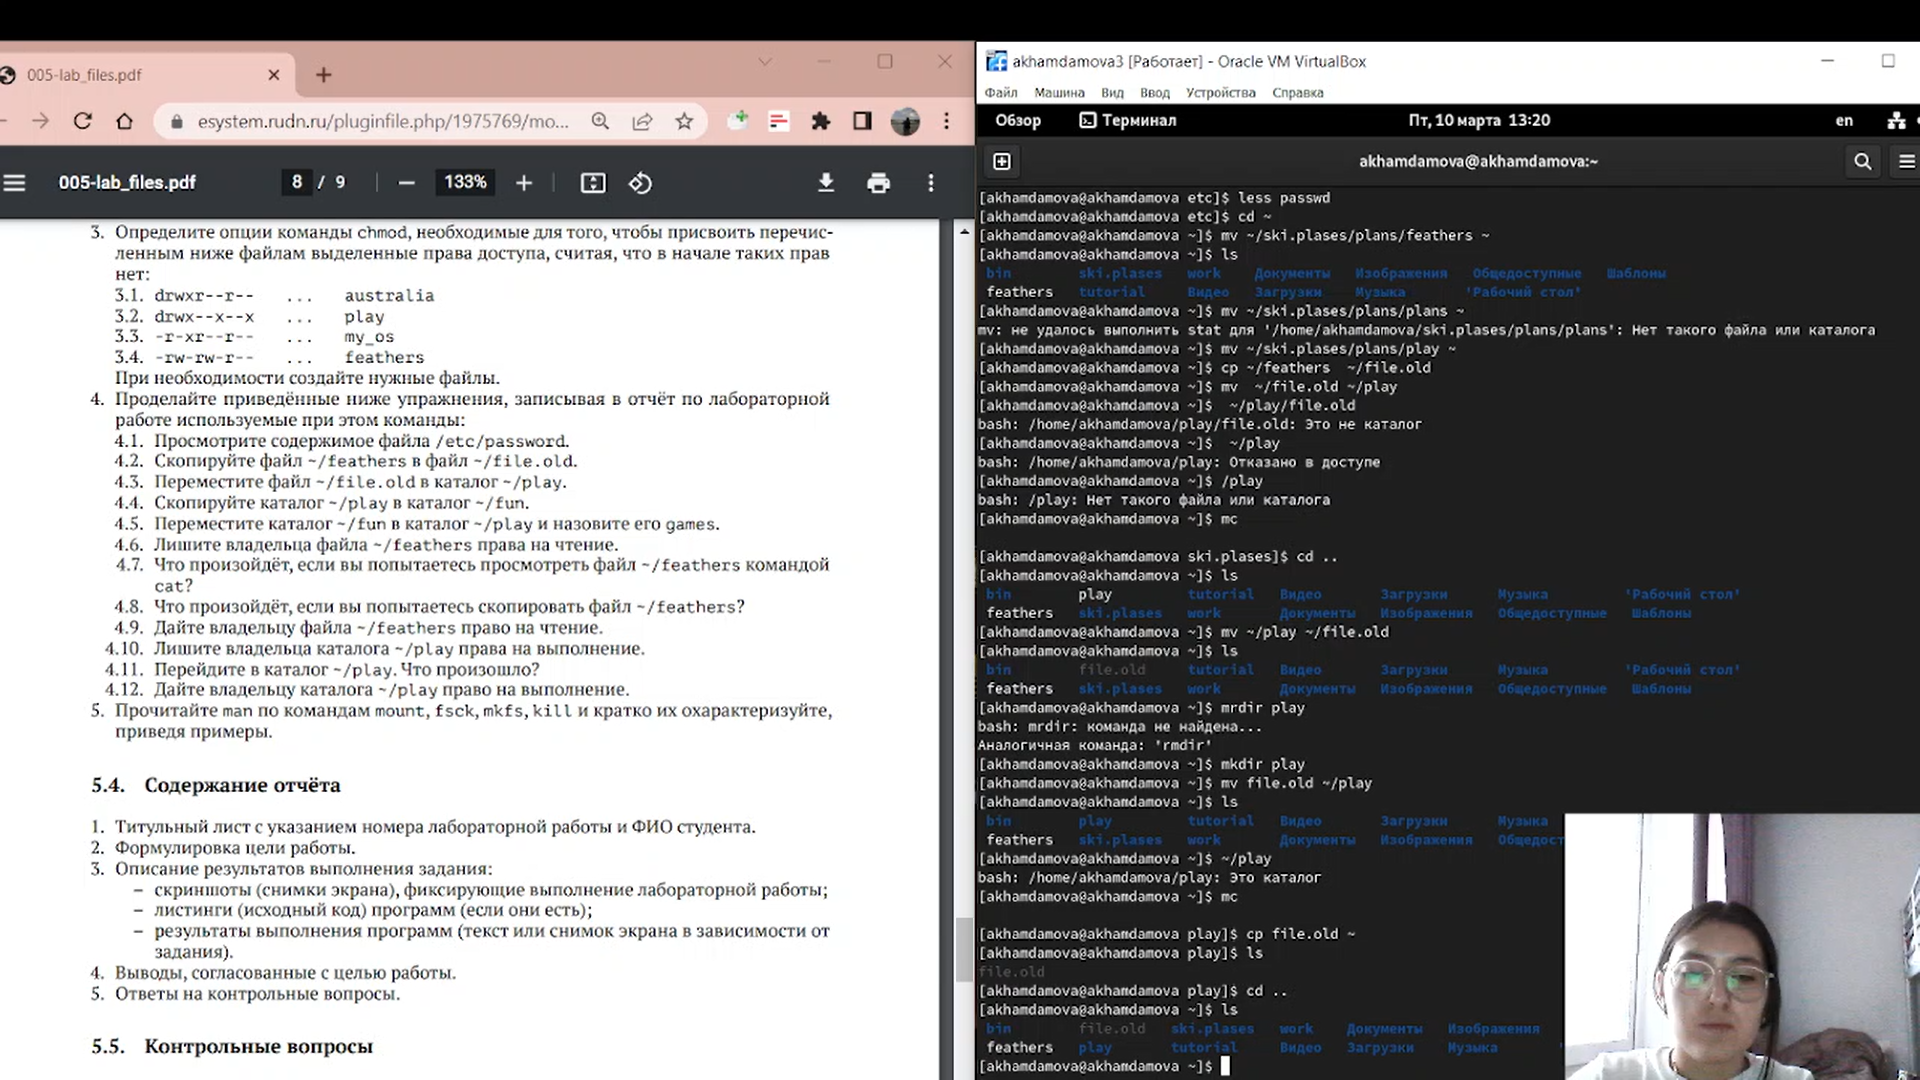 005-lab_files.pdf
esystem.rudn.ru/pluginfile.php/1975769/mo...
005-lab_files.pdf
8 / 9
133%
3. Определите опции команды chmod, необходимые для того, чтобы присвоить перечис-
ленным ниже файлам выделенные права доступа, считая, что в начале таких прав
нет:
3.1. drwxr--r-- ... australia
3.2. drwx--x--x ... play
3.3. -r-xr--r-- ... my_os
3.4. -rw-rw-r-- ... feathers
При необходимости создайте нужные файлы.
4. Проделайте приведённые ниже упражнения, записывая в отчёт по лабораторной
работе используемые при этом команды:
4.1. Просмотрите содержимое файла /etc/password.
4.2. Скопируйте файл ~/feathers в файл ~/file.old.
4.3. Переместите файл ~/file.old в каталог ~/play.
4.4. Скопируйте каталог ~/play в каталог ~/fun.
4.5. Переместите каталог ~/fun в каталог ~/play и назовите его games.
4.6. Лишите владельца файла ~/feathers права на чтение.
4.7. Что произойдёт, если вы попытаетесь просмотреть файл ~/feathers командой
cat?
4.8. Что произойдёт, если вы попытаетесь скопировать файл ~/feathers?
4.9. Дайте владельцу файла ~/feathers право на чтение.
4.10. Лишите владельца каталога ~/play права на выполнение.
4.11. Перейдите в каталог ~/play. Что произошло?
4.12. Дайте владельцу каталога ~/play право на выполнение.
5. Прочитайте man по командам mount, fsck, mkfs, kill и кратко их охарактеризуйте,
приведя примеры.
5.4. Содержание отчёта
1. Титульный лист с указанием номера лабораторной работы и ФИО студента.
2. Формулировка цели работы.
3. Описание результатов выполнения задания:
– скриншоты (снимки экрана), фиксирующие выполнение лабораторной работы;
– листинги (исходный код) программ (если они есть);
– результаты выполнения программ (текст или снимок экрана в зависимости от
задания).
4. Выводы, согласованные с целью работы.
5. Ответы на контрольные вопросы.
5.5. Контрольные вопросы
akhamdamova3 [Работает] - Oracle VM VirtualBox
Файл Машина Вид Ввод Устройства Справка
Обзор Терминал Пт, 10 марта 13:20 en
akhamdamova@akhamdamova:~
[akhamdamova@akhamdamova etc]$ less passwd
[akhamdamova@akhamdamova etc]$ cd ~
[akhamdamova@akhamdamova ~]$ mv ~/ski.plases/plans/feathers ~
[akhamdamova@akhamdamova ~]$ ls
bin ski.plases work Документы Изображения Общедоступные Шаблоны
feathers tutorial Видео Загрузки Музыка 'Рабочий стол'
[akhamdamova@akhamdamova ~]$ mv ~/ski.plases/plans/plans ~
mv: не удалось выполнить stat для '/home/akhamdamova/ski.plases/plans/plans': Нет такого файла или каталога
[akhamdamova@akhamdamova ~]$ mv ~/ski.plases/plans/play ~
[akhamdamova@akhamdamova ~]$ cp ~/feathers  ~/file.old
[akhamdamova@akhamdamova ~]$ mv  ~/file.old ~/play
[akhamdamova@akhamdamova ~]$  ~/play/file.old
bash: /home/akhamdamova/play/file.old: Это не каталог
[akhamdamova@akhamdamova ~]$  ~/play
bash: /home/akhamdamova/play: Отказано в доступе
[akhamdamova@akhamdamova ~]$ /play
bash: /play: Нет такого файла или каталога
[akhamdamova@akhamdamova ~]$ mc
[akhamdamova@akhamdamova ski.plases]$ cd ..
[akhamdamova@akhamdamova ~]$ ls
bin play tutorial Видео Загрузки Музыка 'Рабочий стол'
feathers ski.plases work Документы Изображения Общедоступные Шаблоны
[akhamdamova@akhamdamova ~]$ mv ~/play ~/file.old
[akhamdamova@akhamdamova ~]$ ls
bin file.old tutorial Видео Загрузки Музыка 'Рабочий стол'
feathers ski.plases work Документы Изображения Общедоступные Шаблоны
[akhamdamova@akhamdamova ~]$ mrdir play
bash: mrdir: команда не найдена...
Аналогичная команда: 'rmdir'
[akhamdamova@akhamdamova ~]$ mkdir play
[akhamdamova@akhamdamova ~]$ mv file.old ~/play
[akhamdamova@akhamdamova ~]$ ls
bin play tutorial Видео Загрузки Музыка
feathers ski.plases work Документы Изображения Общедост
[akhamdamova@akhamdamova ~]$ ~/play
bash: /home/akhamdamova/play: Это каталог
[akhamdamova@akhamdamova ~]$ mc
[akhamdamova@akhamdamova play]$ cp file.old ~
[akhamdamova@akhamdamova play]$ ls
file.old
[akhamdamova@akhamdamova play]$ cd ..
[akhamdamova@akhamdamova ~]$ ls
bin file.old ski.plases work Документы Изображения
feathers play tutorial Видео Загрузки Музыка '
[akhamdamova@akhamdamova ~]$